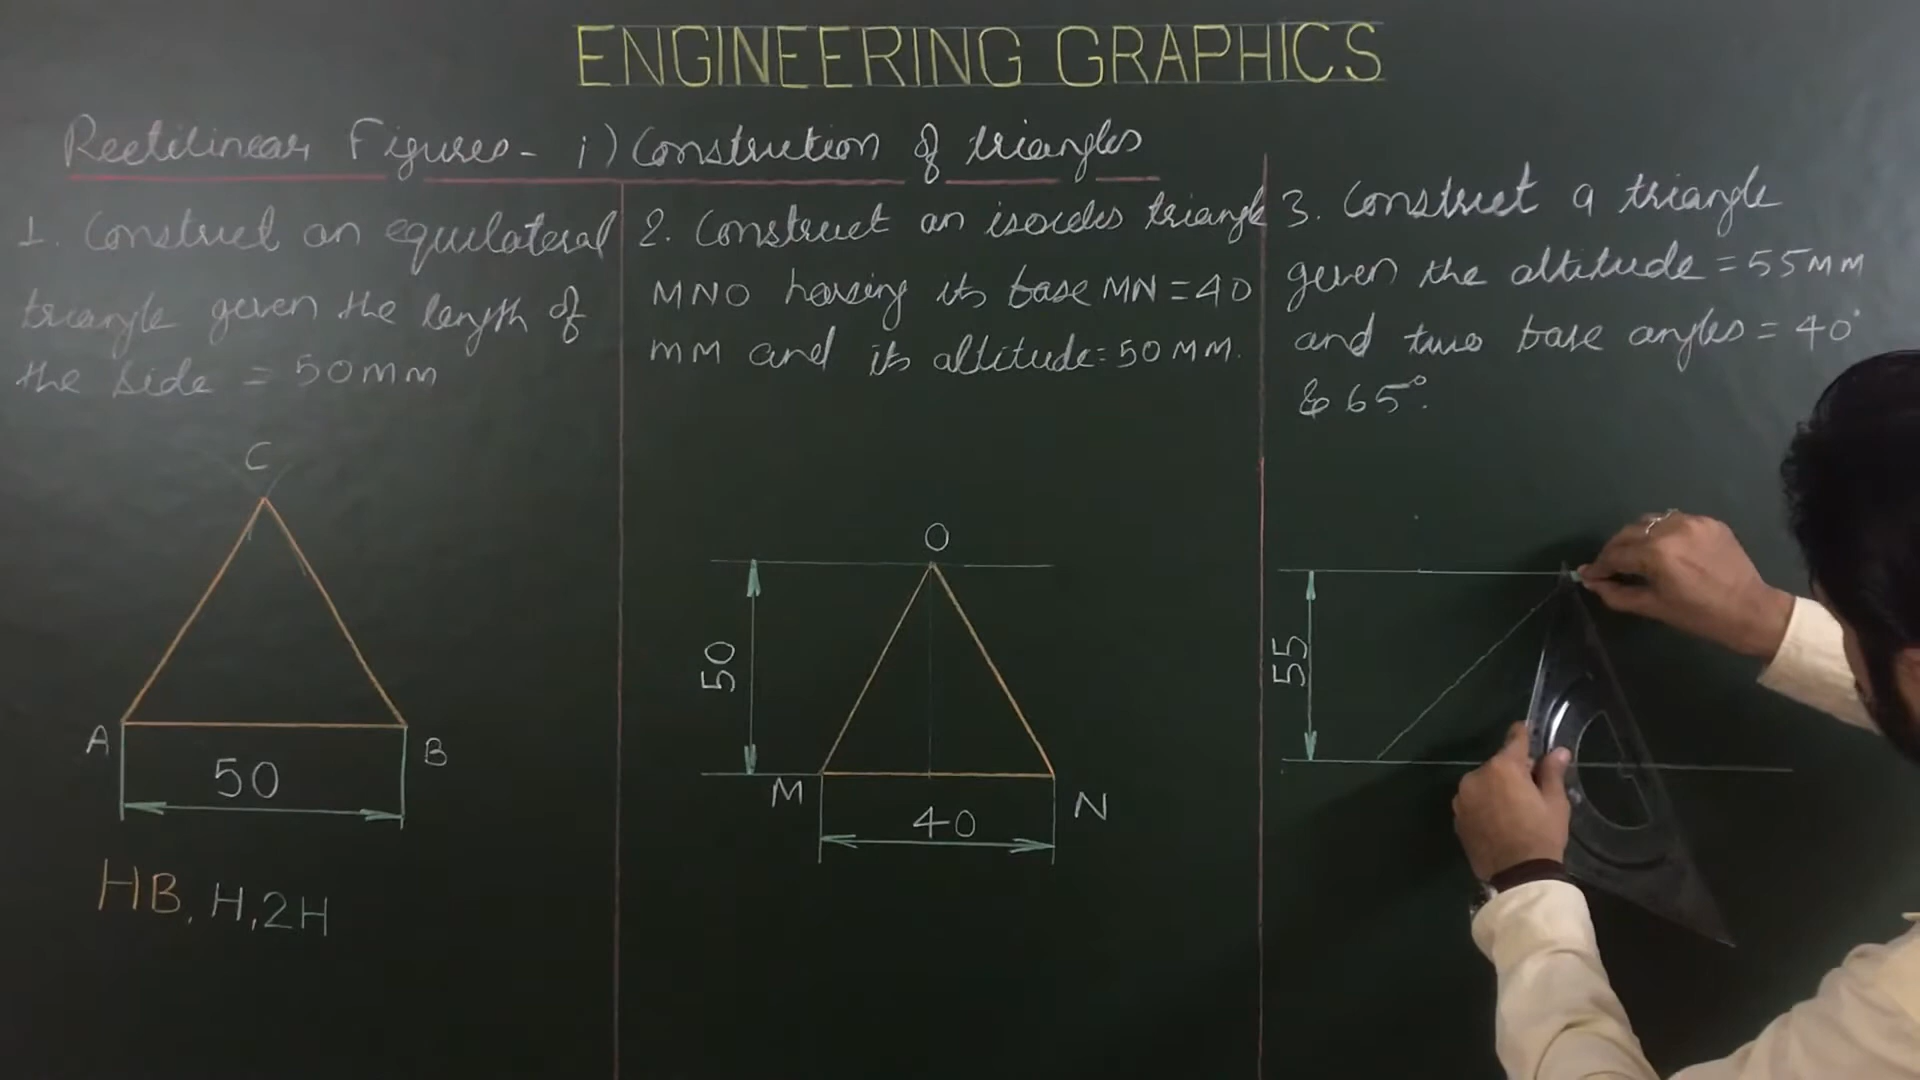 ENGINEERING GRAPHICS
Rectilinear Figures - i) Construction of triangles
1. Construct an equilateral
triangle given the length of
the side = 50mm
C
A
B
50
HB, H, 2H
2. Construct an isoceles triangle
MNO having its base MN = 40
mm and its altitude = 50 MM.
O
50
M
N
40
3. Construct a triangle
given the altitude = 55MM
and two base angles = 40°
& 65°.
55